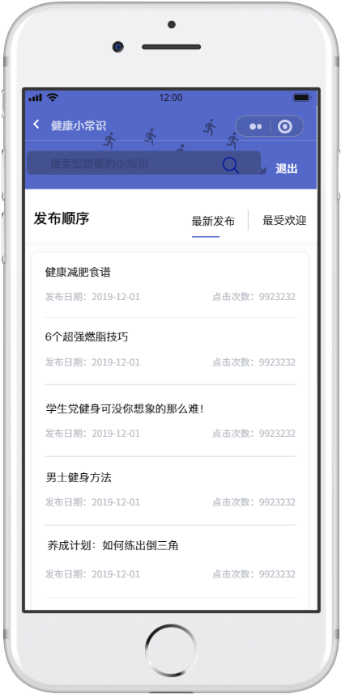 12:00
健康小常识
搜索您想要的小知识
退出
发布顺序
最新发布
最受欢迎
健康减肥食谱
发布日期：2019-12-01 点击次数：9923232
6个超强燃脂技巧
发布日期：2019-12-01 点击次数：9923232
学生党健身可没你想象的那么难！
发布日期：2019-12-01 点击次数：9923232
男士健身方法
发布日期：2019-12-01 点击次数：9923232
养成计划：如何练出倒三角
发布日期：2019-12-01 点击次数：9923232